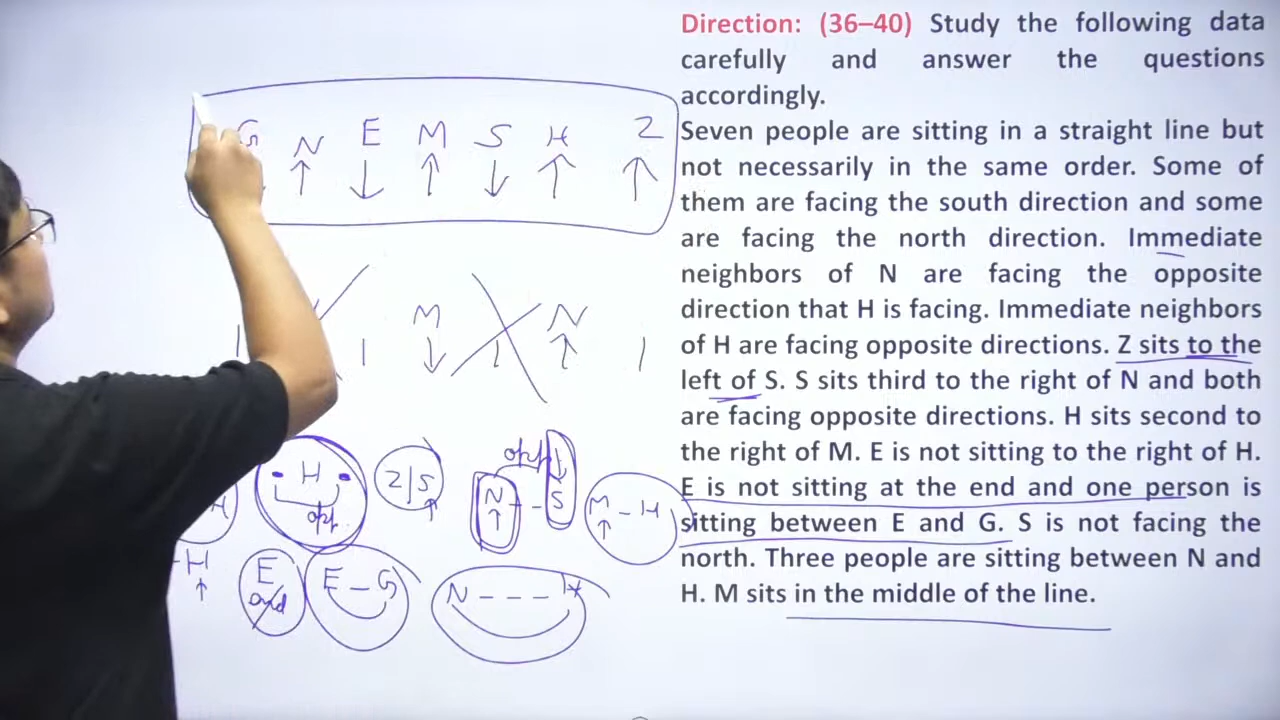 Direction: (36–40) Study the following data
carefully and answer the questions
accordingly.
Seven people are sitting in a straight line but
not necessarily in the same order. Some of
them are facing the south direction and some
are facing the north direction. Immediate
neighbors of N are facing the opposite
direction that H is facing. Immediate neighbors
of H are facing opposite directions. Z sits to the
left of S. S sits third to the right of N and both
are facing opposite directions. H sits second to
the right of M. E is not sitting to the right of H.
E is not sitting at the end and one person is
sitting between E and G. S is not facing the
north. Three people are sitting between N and
H. M sits in the middle of the line.
G N E M S H Z
↓ ↑ ↓ ↑ ↓ ↑ ↑
M N
↓ ↑
H
opp.
Z|S
↑
opp ↓
N - - S
↑
M - H
↑
H
-H
↑
E
end
E - G
N - - - H